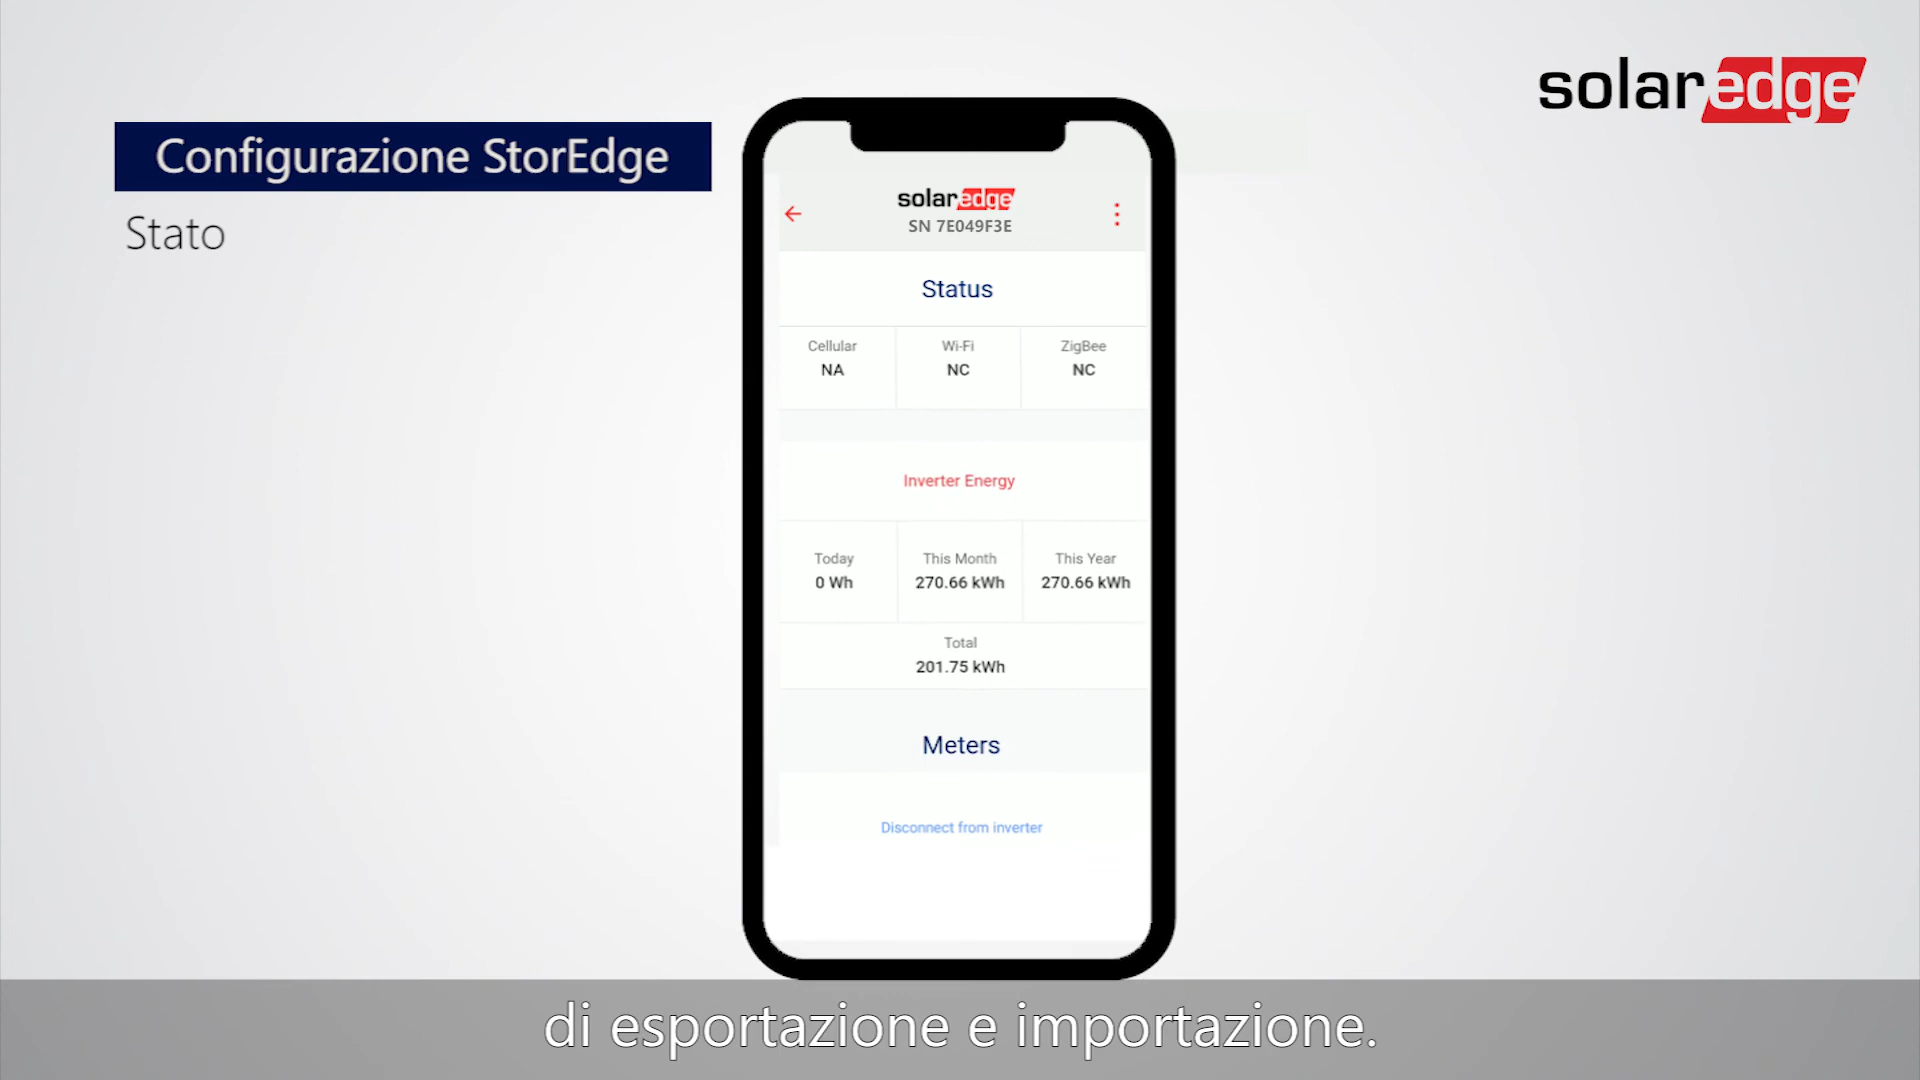 solaredge
Configurazione StorEdge
Stato
solaredge
SN 7E049F3E
Status
Cellular Wi-Fi ZigBee
NA NC NC
Inverter Energy
Today This Month This Year
0 Wh 270.66 kWh 270.66 kWh
Total
201.75 kWh
Meters
Disconnect from inverter
di esportazione e importazione.